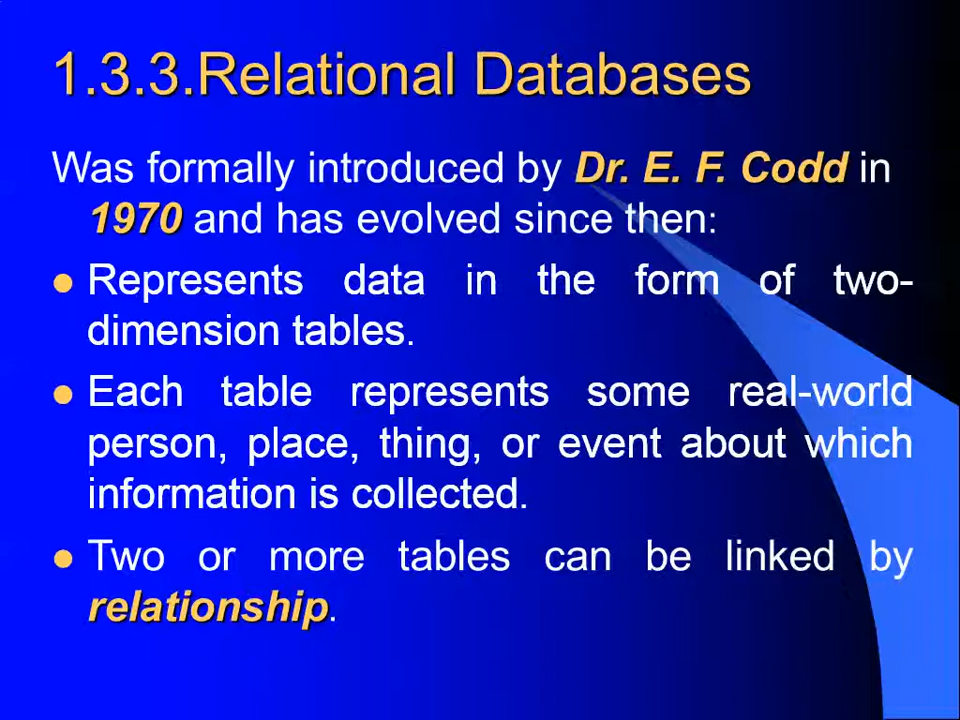 1.3.3.Relational Databases
Was formally introduced by Dr. E. F. Codd in
1970 and has evolved since then:
Represents data in the form of two-
dimension tables.
Each table represents some real-world
person, place, thing, or event about which
information is collected.
Two or more tables can be linked by
relationship.